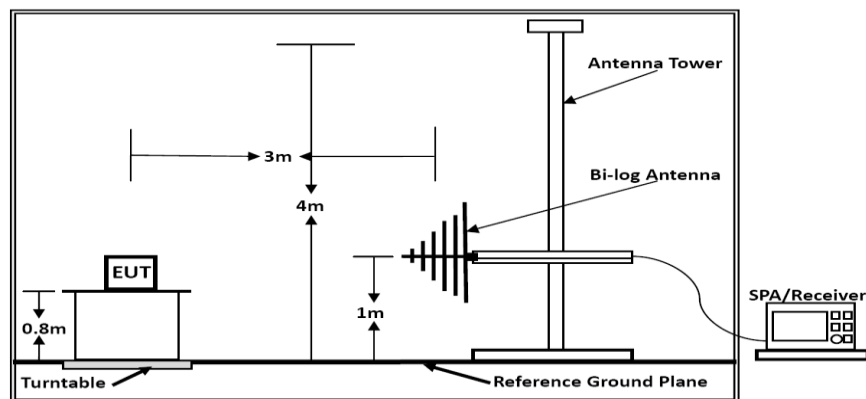 Antenna Tower
3m
Bi-log Antenna
4m
EUT
SPA/Receiver
0.8m
1m
Turntable
Reference Ground Plane